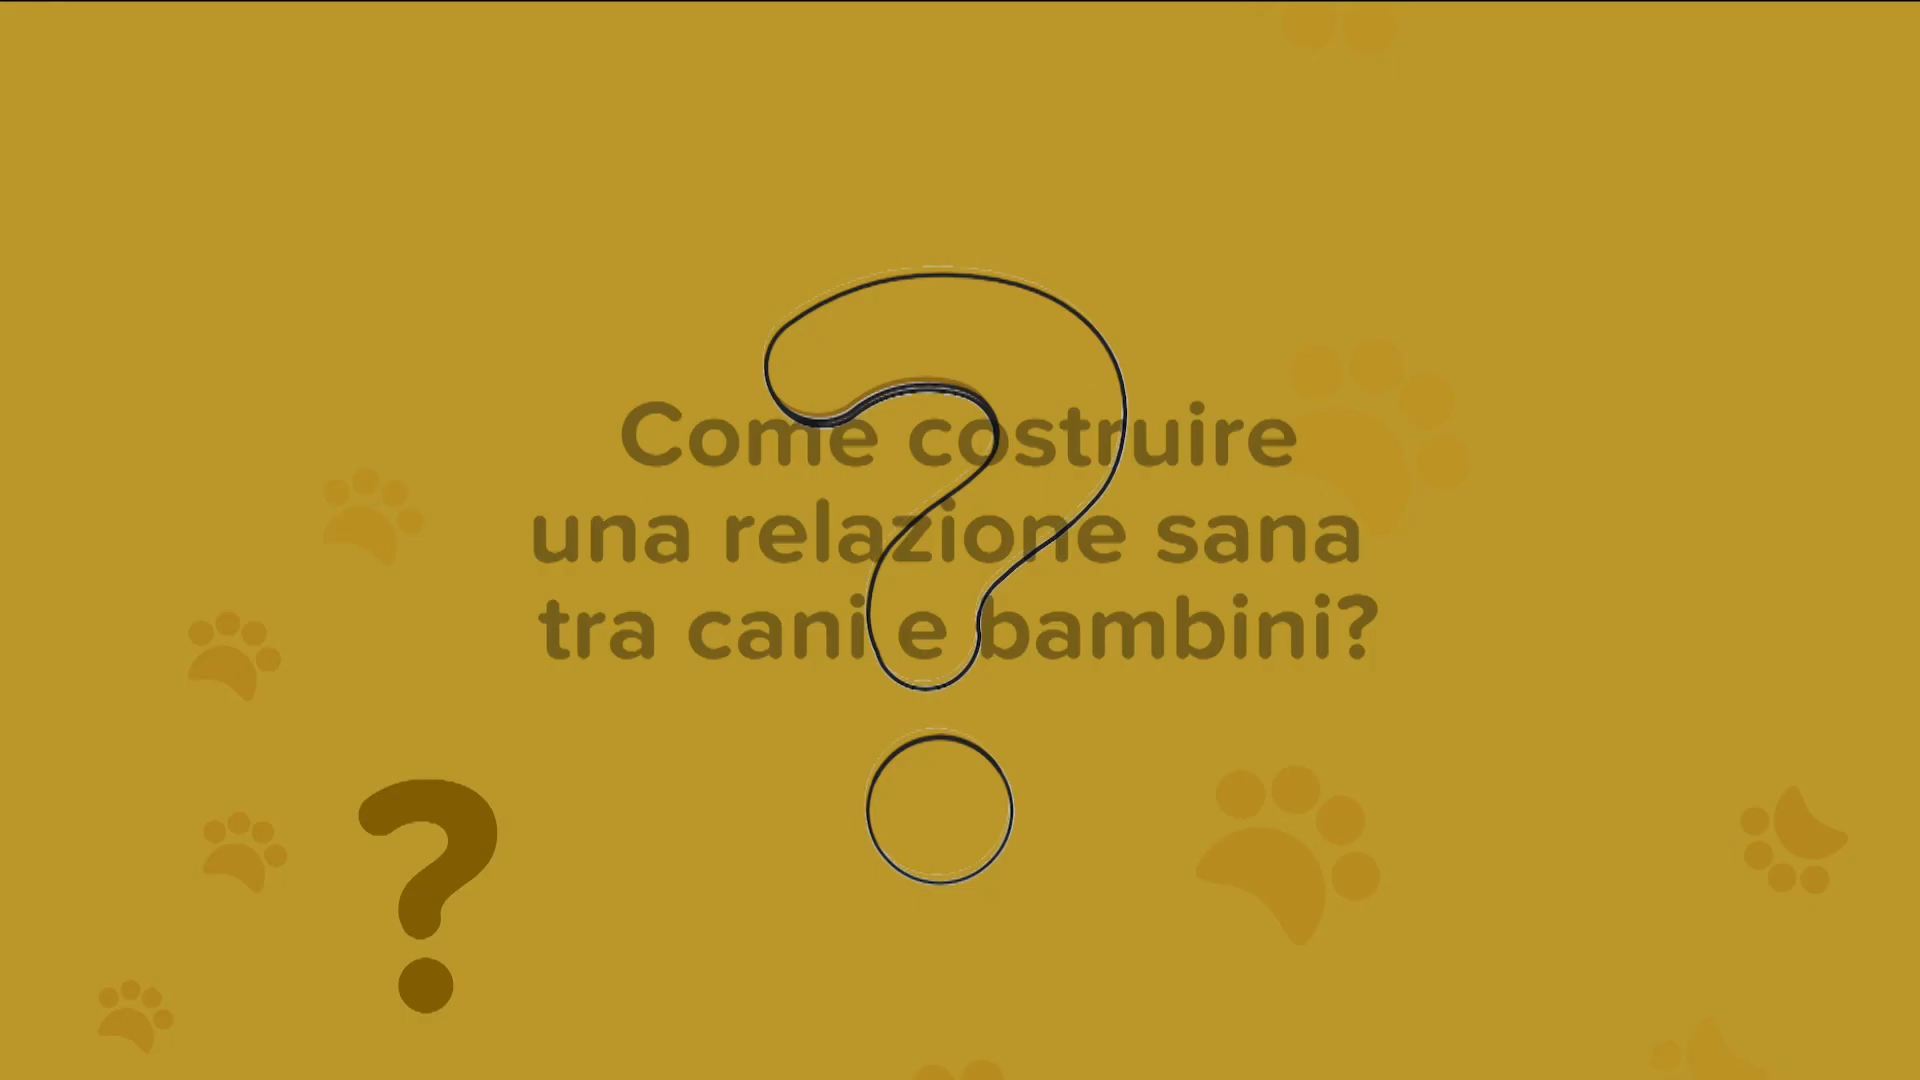 Come costruire
una relazione sana
tra cani e bambini?
?
?